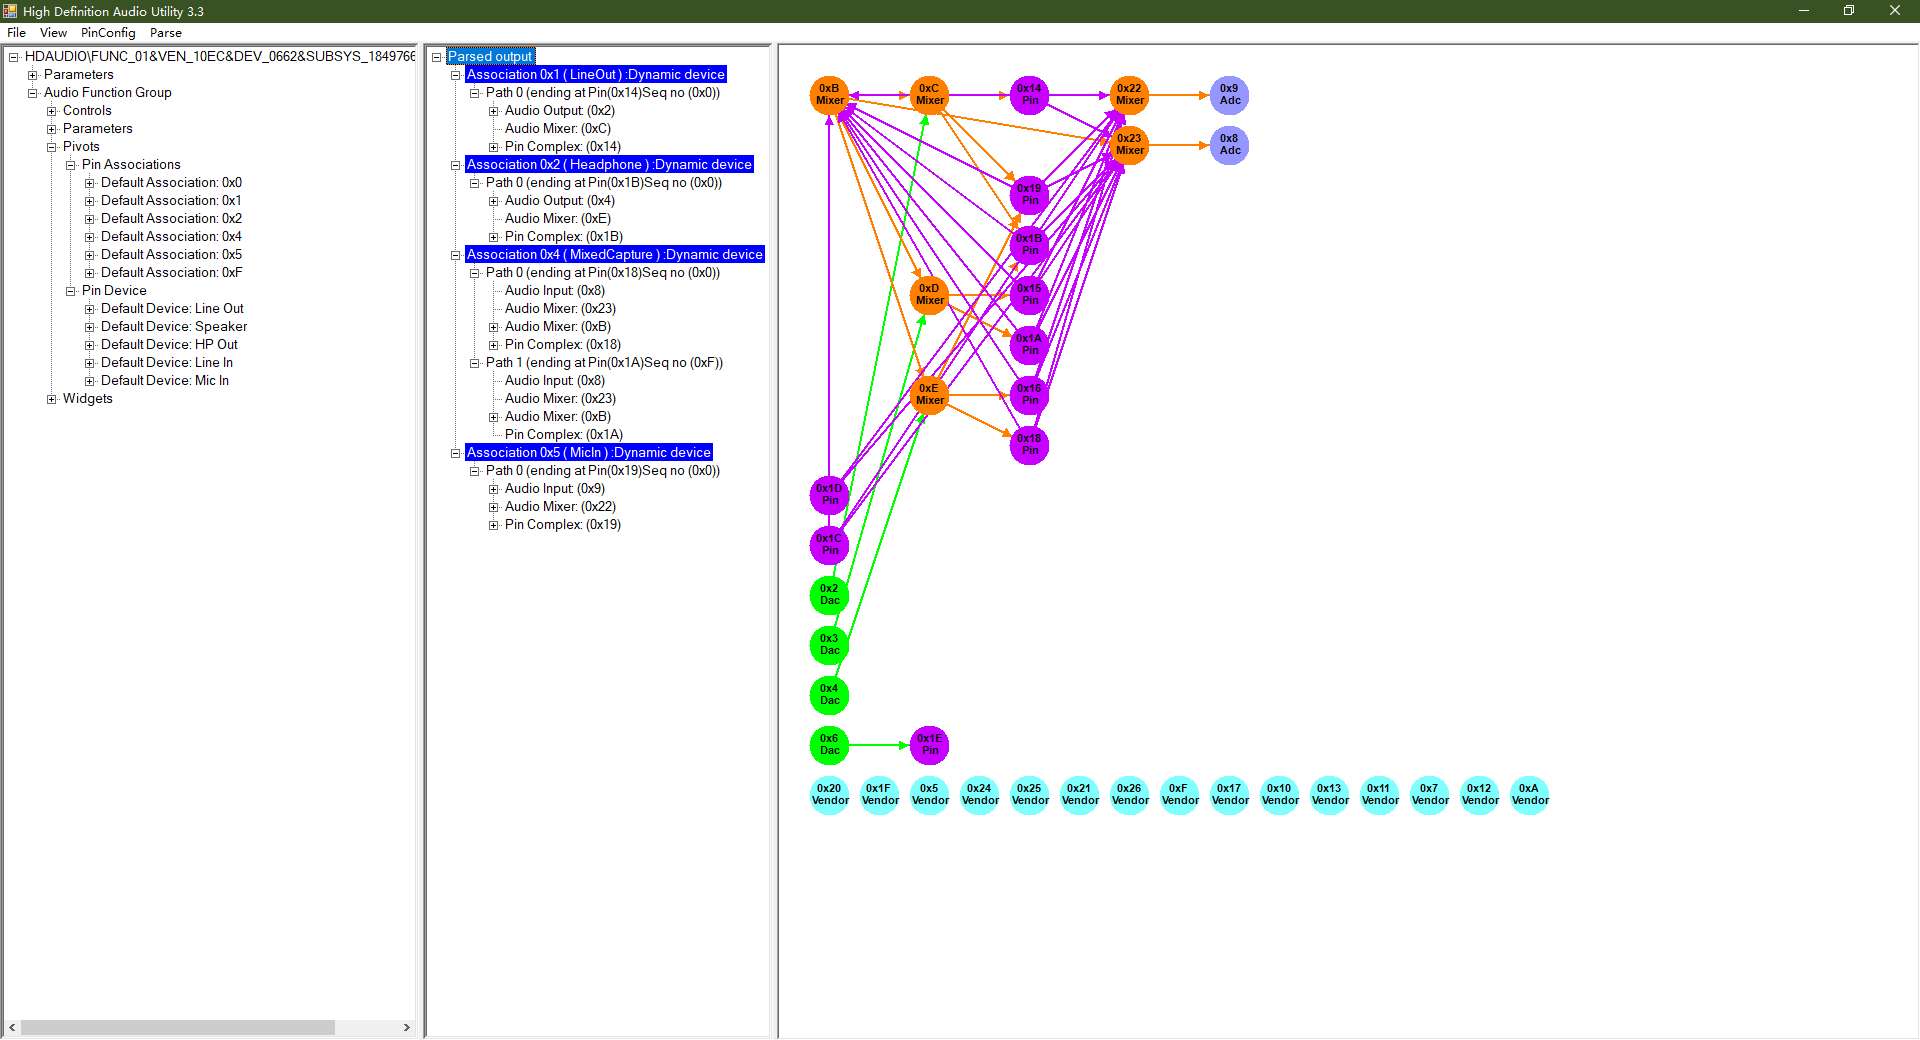 High Definition Audio Utility 3.3
File View PinConfig Parse
HDAUDIO\FUNC_01&VEN_10EC&DEV_0662&SUBSYS_1849766
Parameters
Audio Function Group
Controls
Parameters
Pivots
Pin Associations
Default Association: 0x0
Default Association: 0x1
Default Association: 0x2
Default Association: 0x4
Default Association: 0x5
Default Association: 0xF
Pin Device
Default Device: Line Out
Default Device: Speaker
Default Device: HP Out
Default Device: Line In
Default Device: Mic In
Widgets
Parsed output
Association 0x1 ( LineOut ) :Dynamic device
Path 0 (ending at Pin(0x14)Seq no (0x0))
Audio Output: (0x2)
Audio Mixer: (0xC)
Pin Complex: (0x14)
Association 0x2 ( Headphone ) :Dynamic device
Path 0 (ending at Pin(0x1B)Seq no (0x0))
Audio Output: (0x4)
Audio Mixer: (0xE)
Pin Complex: (0x1B)
Association 0x4 ( MixedCapture ) :Dynamic device
Path 0 (ending at Pin(0x18)Seq no (0x0))
Audio Input: (0x8)
Audio Mixer: (0x23)
Audio Mixer: (0xB)
Pin Complex: (0x18)
Path 1 (ending at Pin(0x1A)Seq no (0xF))
Audio Input: (0x8)
Audio Mixer: (0x23)
Audio Mixer: (0xB)
Pin Complex: (0x1A)
Association 0x5 ( MicIn ) :Dynamic device
Path 0 (ending at Pin(0x19)Seq no (0x0))
Audio Input: (0x9)
Audio Mixer: (0x22)
Pin Complex: (0x19)
0xB
Mixer
0xC
Mixer
0x14
Pin
0x22
Mixer
0x9
Adc
0x23
Mixer
0x8
Adc
0x19
Pin
0x1B
Pin
0xD
Mixer
0x15
Pin
0x1A
Pin
0xE
Mixer
0x16
Pin
0x18
Pin
0x1D
Pin
0x1C
Pin
0x2
Dac
0x3
Dac
0x4
Dac
0x6
Dac
0x1E
Pin
0x20
Vendor
0x1F
Vendor
0x5
Vendor
0x24
Vendor
0x25
Vendor
0x21
Vendor
0x26
Vendor
0xF
Vendor
0x17
Vendor
0x10
Vendor
0x13
Vendor
0x11
Vendor
0x7
Vendor
0x12
Vendor
0xA
Vendor